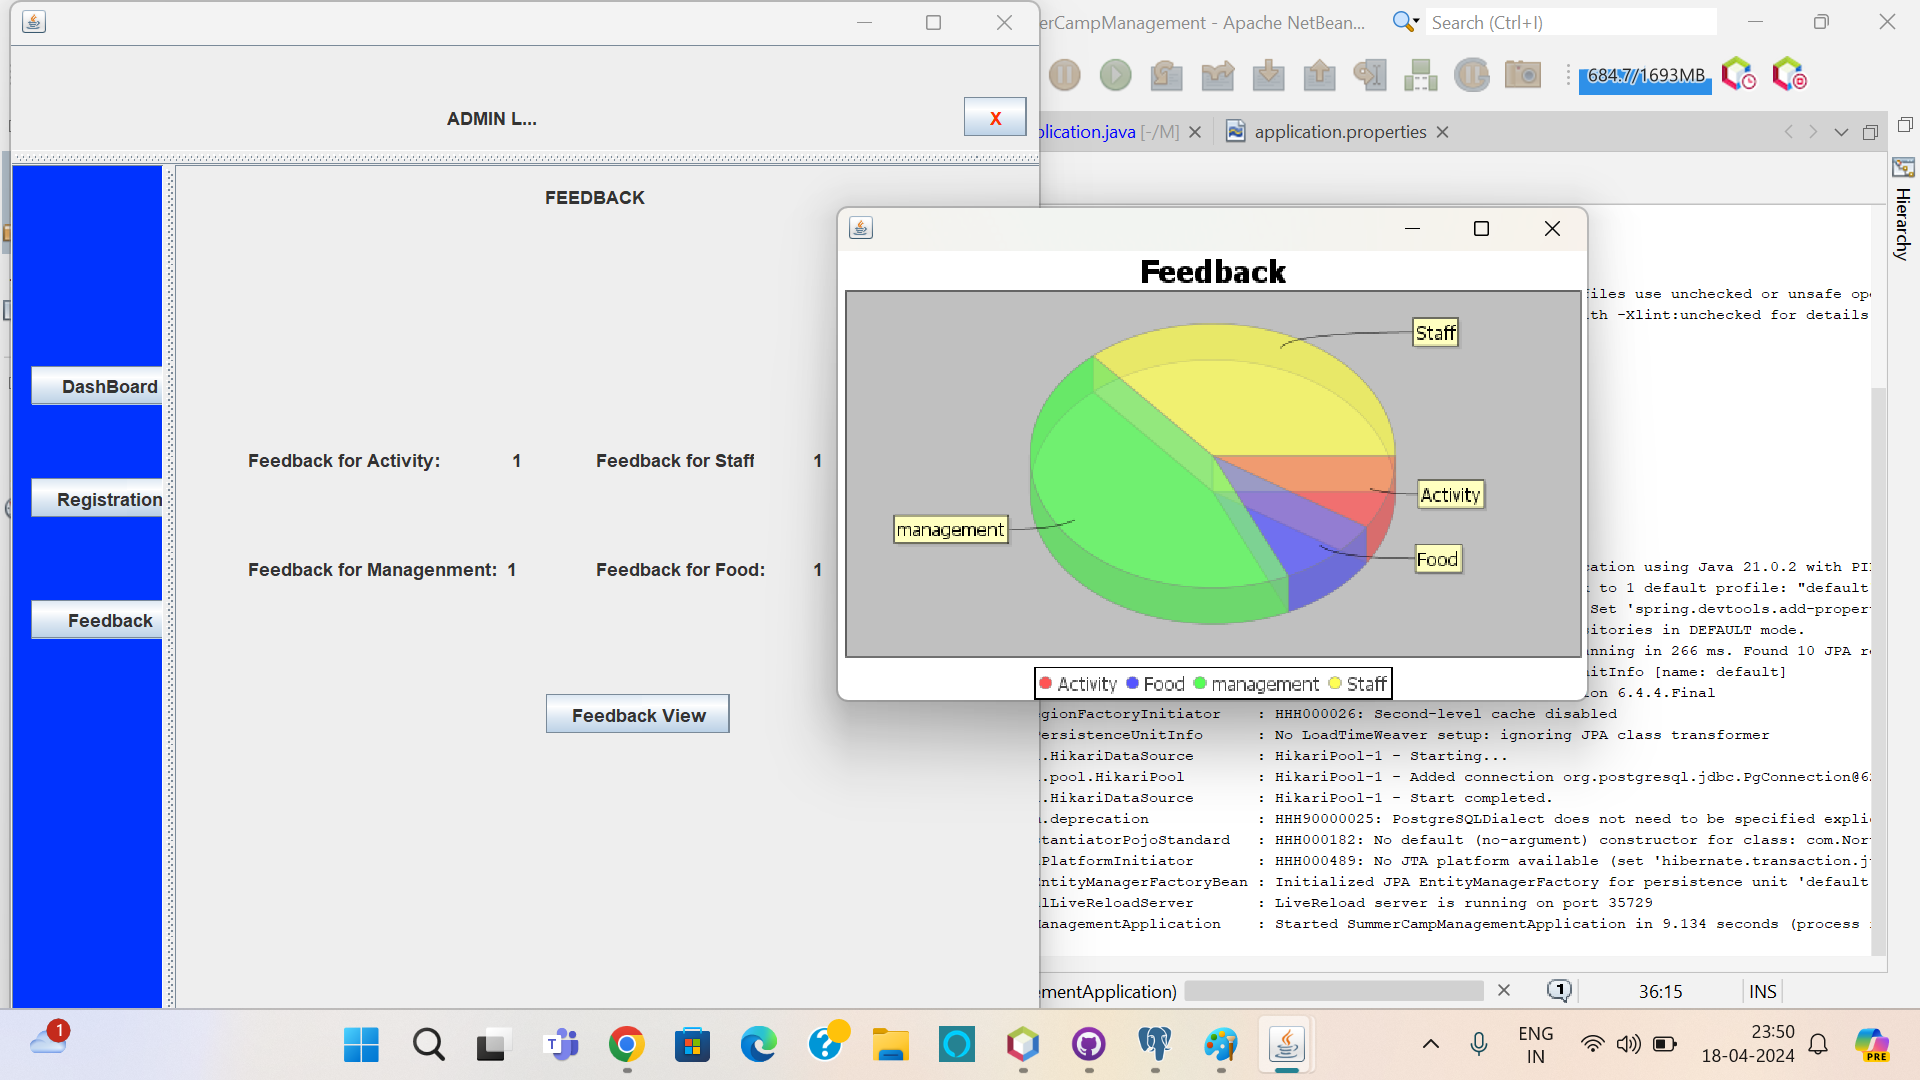 ADMIN L...
X
FEEDBACK
DashBoard
Registration
Feedback
Feedback for Activity: 1
Feedback for Staff 1
Feedback for Managenment: 1
Feedback for Food: 1
Feedback View
Feedback
Staff
Activity
Food
management
Activity Food management Staff
erCampManagement - Apache NetBean...
Search (Ctrl+I)
684.7/1693MB
plication.java [-/M]
application.properties
Hierarchy
iles use unchecked or unsafe ope
th -Xlint:unchecked for details
cation using Java 21.0.2 with PI
to 1 default profile: "default
Set 'spring.devtools.add-proper
itories in DEFAULT mode.
nning in 266 ms. Found 10 JPA r
itInfo [name: default]
on 6.4.4.Final
gionFactoryInitiator : HHH000026: Second-level cache disabled
ersistenceUnitInfo : No LoadTimeWeaver setup: ignoring JPA class transformer
.HikariDataSource : HikariPool-1 - Starting...
.pool.HikariPool : HikariPool-1 - Added connection org.postgresql.jdbc.PgConnection@6
.HikariDataSource : HikariPool-1 - Start completed.
.deprecation : HHH90000025: PostgreSQLDialect does not need to be specified expli
tantiatorPojoStandard : HHH000182: No default (no-argument) constructor for class: com.Nor
PlatformInitiator : HHH000489: No JTA platform available (set 'hibernate.transaction.j
EntityManagerFactoryBean : Initialized JPA EntityManagerFactory for persistence unit 'default
lLiveReloadServer : LiveReload server is running on port 35729
anagementApplication : Started SummerCampManagementApplication in 9.134 seconds (process
ementApplication)
1
36:15
INS
1
ENG
IN
23:50
18-04-2024
PRE